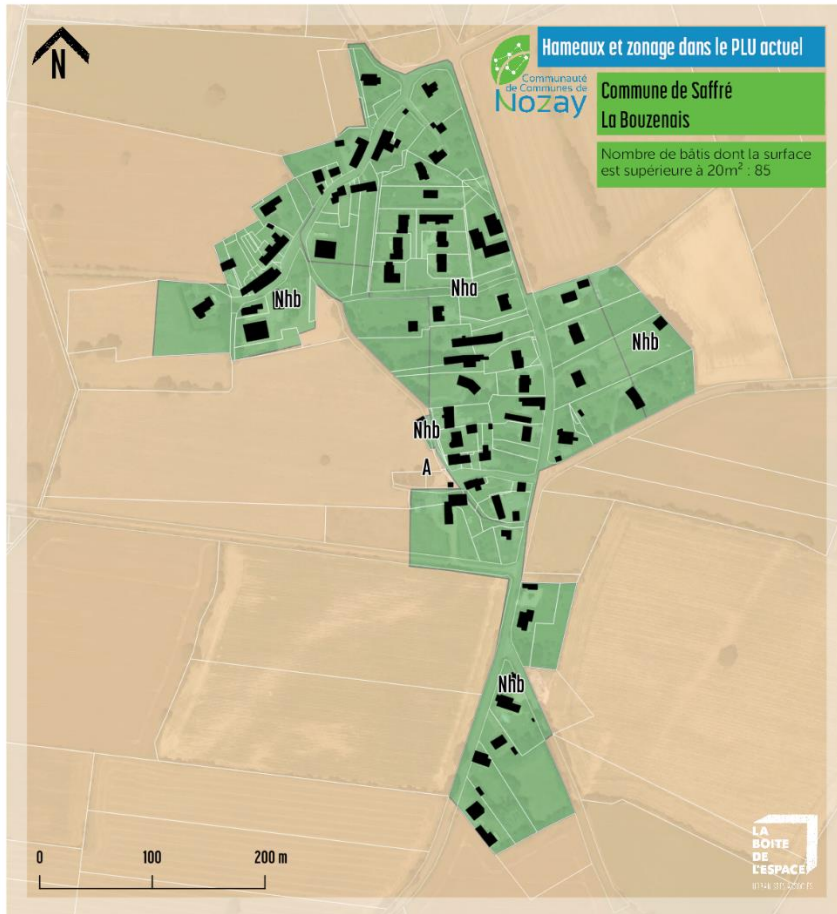 N
Hameaux et zonage dans le PLU actuel
Communauté
de Communes de
Nozay
Commune de Saffré
La Bouzenais
Nombre de bâtis dont la surface
est supérieure à 20m² : 85
Nha
Nhb
Nhb
Nhb
A
Nhb
0 100 200 m
LA
BOITE
DE
L'ESPACE